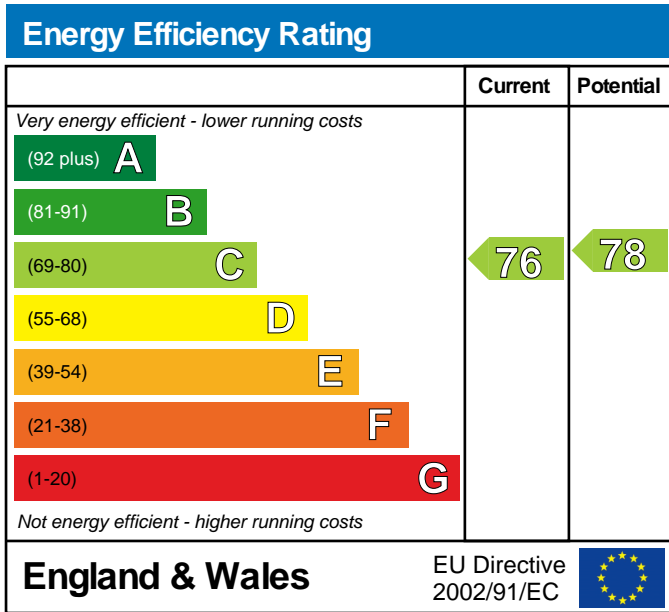 Energy Efficiency Rating
Current Potential
Very energy efficient - lower running costs
(92 plus) A
(81-91) B
(69-80) C 76 78
(55-68) D
(39-54) E
(21-38) F
(1-20) G
Not energy efficient - higher running costs
England & Wales
EU Directive
2002/91/EC